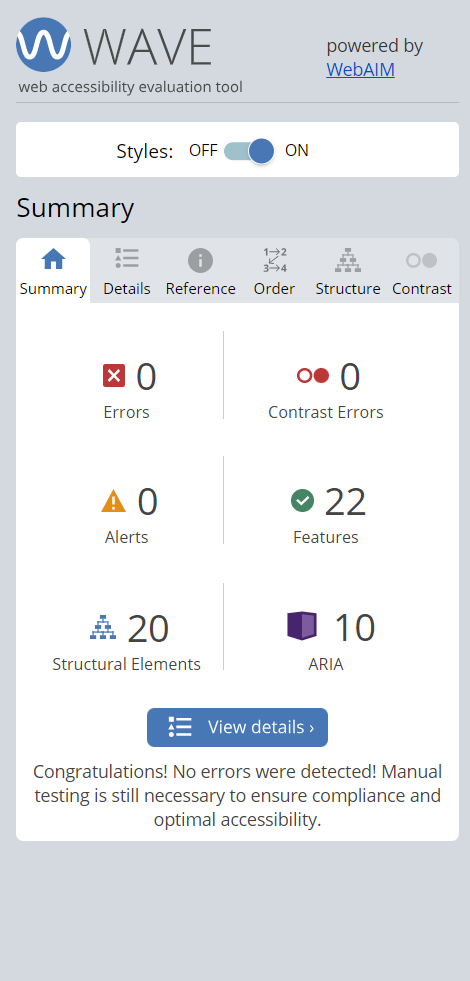 WAVE
powered by
WebAIM
web accessibility evaluation tool
Styles: OFF ON
Summary
1 2
3 4
Summary Details Reference Order Structure Contrast
0 0
Errors Contrast Errors
0 22
Alerts Features
20 10
Structural Elements ARIA
View details ›
Congratulations! No errors were detected! Manual
testing is still necessary to ensure compliance and
optimal accessibility.